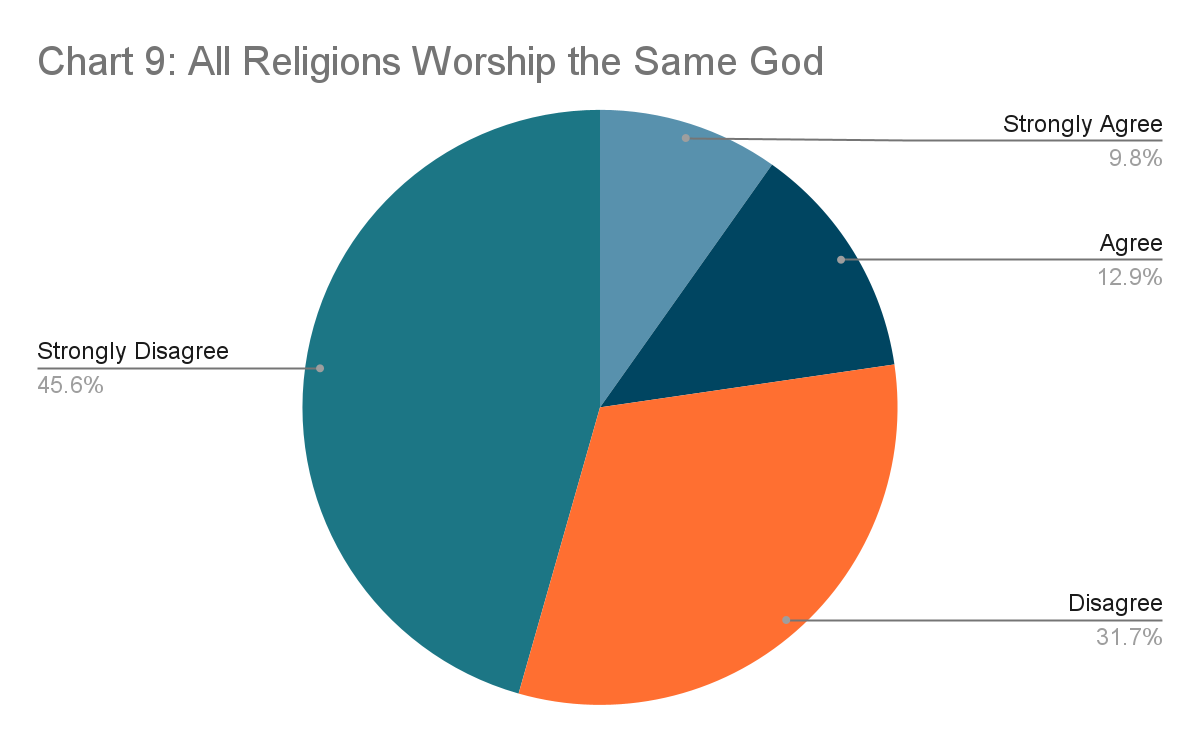 Chart 9: All Religions Worship the Same God
Strongly Agree
9.8%
Agree
12.9%
Strongly Disagree
45.6%
Disagree
31.7%